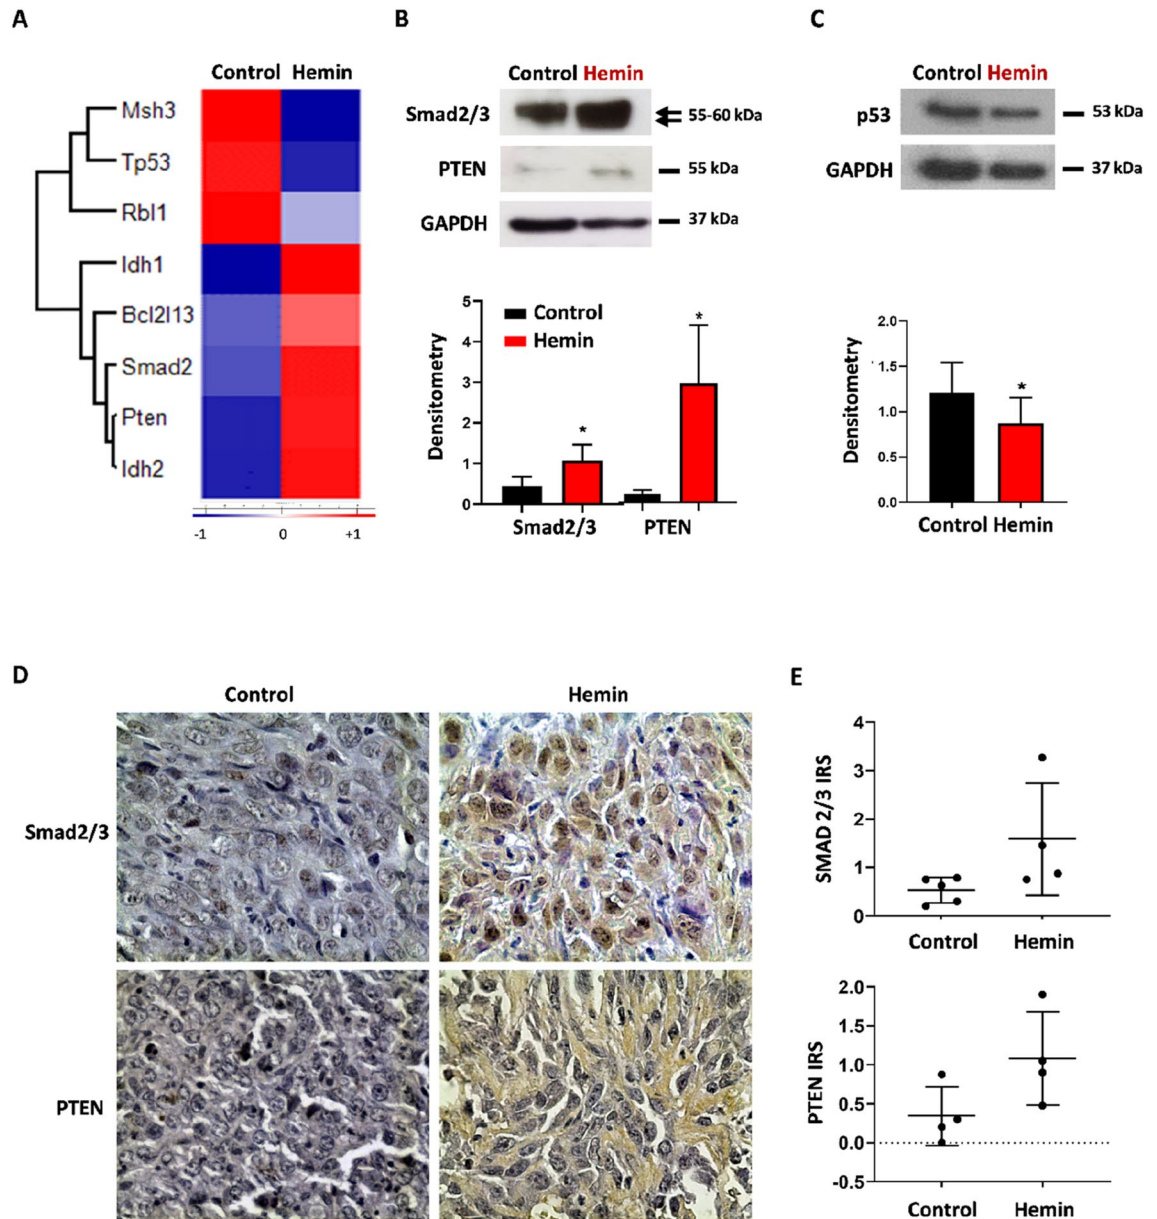 A
Control Hemin
Msh3
Tp53
Rbl1
Idh1
Bcl2l13
Smad2
Pten
Idh2
-1 0 +1
B
Control Hemin
Smad2/3 55-60 kDa
PTEN 55 kDa
GAPDH 37 kDa
Densitometry
5
4
3
2
1
0
Control
Hemin
*
*
Smad2/3 PTEN
C
Control Hemin
p53 53 kDa
GAPDH 37 kDa
Densitometry
2.0
1.5
1.0
0.5
0.0
*
Control Hemin
D
Control Hemin
Smad2/3
PTEN
E
SMAD 2/3 IRS
4
3
2
1
0
Control Hemin
PTEN IRS
2.0
1.5
1.0
0.5
0.0
-0.5
Control Hemin